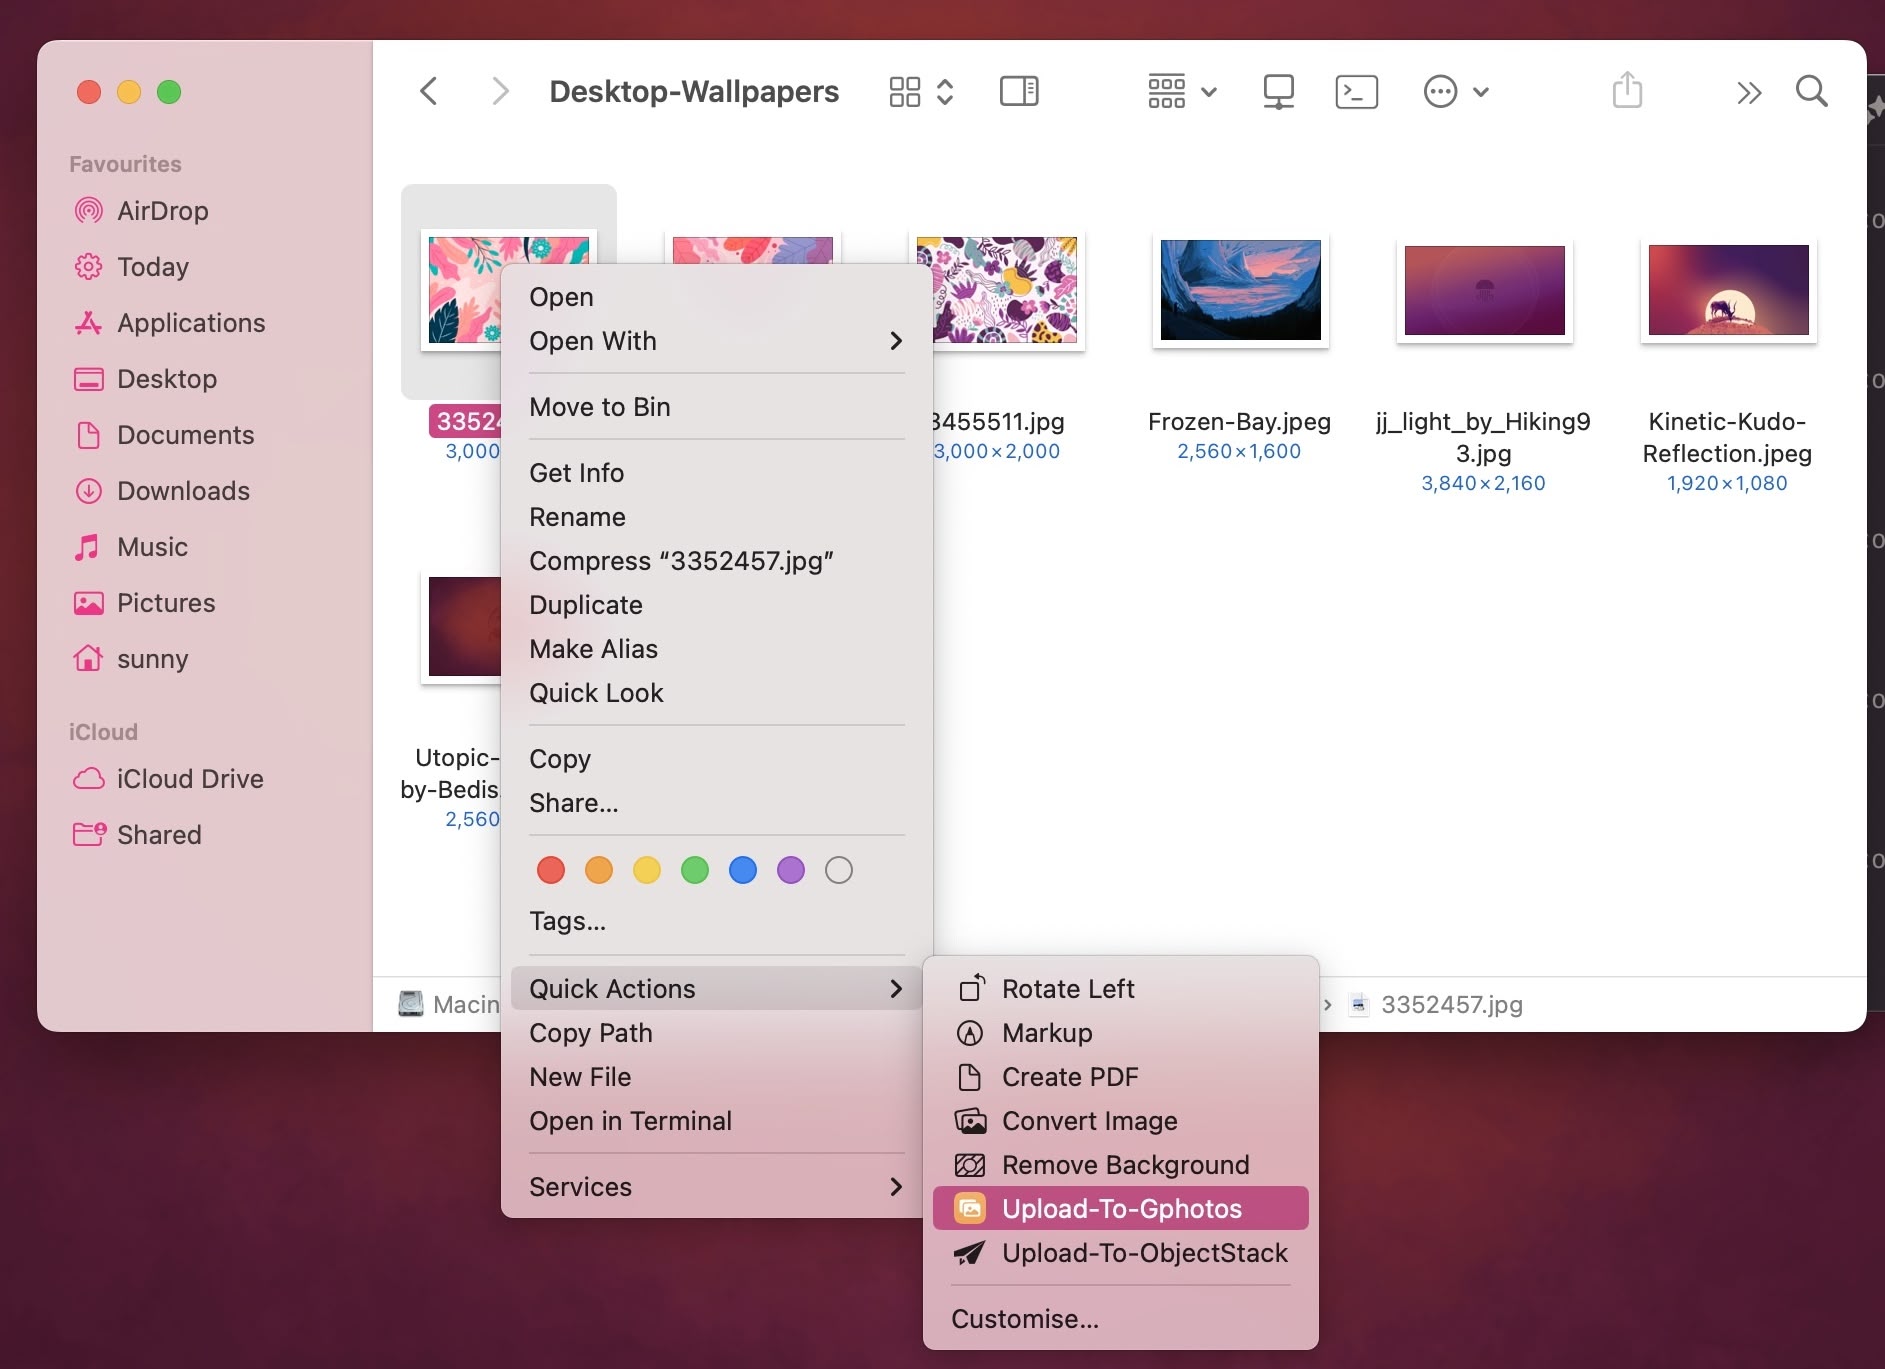 Desktop-Wallpapers
Favourites
AirDrop
Today
Applications
Desktop
Documents
Downloads
Music
Pictures
sunny
iCloud
iCloud Drive
Shared
33524
3,000
3455511.jpg
3,000×2,000
Frozen-Bay.jpeg
2,560×1,600
jj_light_by_Hiking9
3.jpg
3,840×2,160
Kinetic-Kudo-
Reflection.jpeg
1,920×1,080
Utopic-
by-Bedis.
2,560
Macin
3352457.jpg
Open
Open With
Move to Bin
Get Info
Rename
Compress “3352457.jpg”
Duplicate
Make Alias
Quick Look
Copy
Share...
Tags...
Quick Actions
Copy Path
New File
Open in Terminal
Services
Rotate Left
Markup
Create PDF
Convert Image
Remove Background
Upload-To-Gphotos
Upload-To-ObjectStack
Customise...